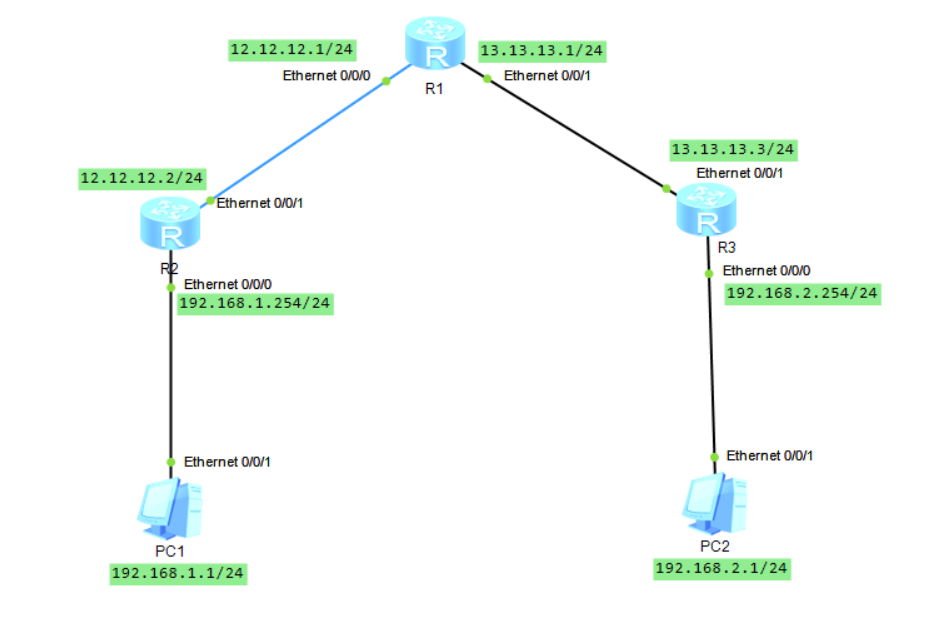 12.12.12.1/24
13.13.13.1/24
Ethernet 0/0/0
Ethernet 0/0/1
R
R1
13.13.13.3/24
12.12.12.2/24
Ethernet 0/0/1
Ethernet 0/0/1
R
R
R2
R3
Ethernet 0/0/0
192.168.1.254/24
Ethernet 0/0/0
192.168.2.254/24
Ethernet 0/0/1
Ethernet 0/0/1
PC1
PC2
192.168.1.1/24
192.168.2.1/24